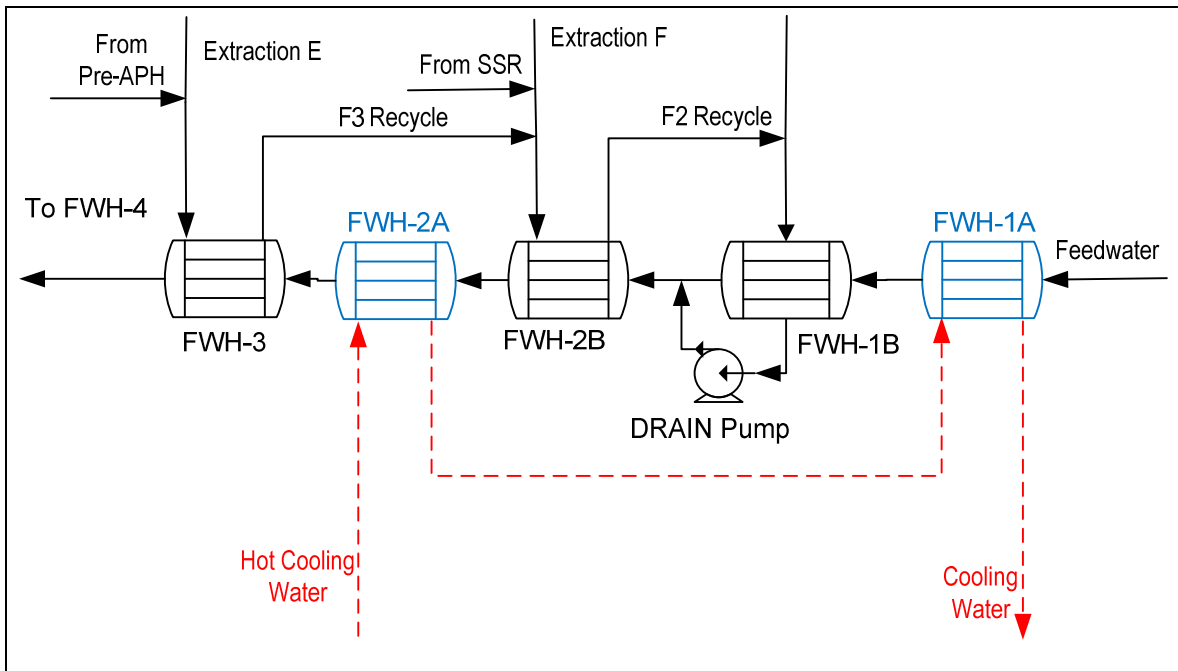 From
Pre-APH
Extraction E
From SSR
Extraction F
F3 Recycle
F2 Recycle
To FWH-4
FWH-2A
FWH-1A
Feedwater
FWH-3
FWH-2B
FWH-1B
DRAIN Pump
Hot Cooling
Water
Cooling
Water